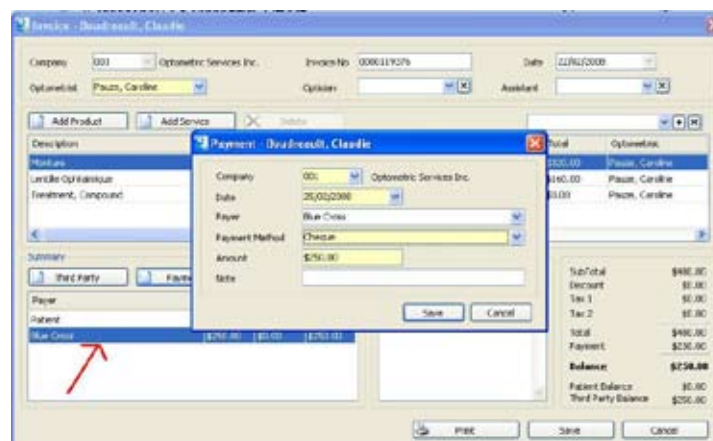 Invoice - Doudreault, Claudie
Company 001 Optometric Services Inc. Invoice No 0000119376 Date 22/02/2008
Optometrist Pauze, Caroline Optician Assistant
Add Product Add Service Delete
Description Total Optometrist
Monture Pauze, Caroline
Lentille Ophtalmique $160.00 Pauze, Caroline
Treatment, Compound $0.00 Pauze, Caroline
Payment - Doudreault, Claudie
Company 001 Optometric Services Inc.
Date 25/02/2008
Payer Blue Cross
Payment Method Cheque
Amount $250.00
Note
Save Cancel
Summary
Third Party
Payer
Patient
Blue Cross $250.00 $0.00 $250.00
SubTotal $480.00
Discount $0.00
Tax 1 $0.00
Tax 2 $0.00
Total $480.00
Payment $230.00
Balance $250.00
Patient Balance $0.00
Third Party Balance $250.00
Print Save Cancel